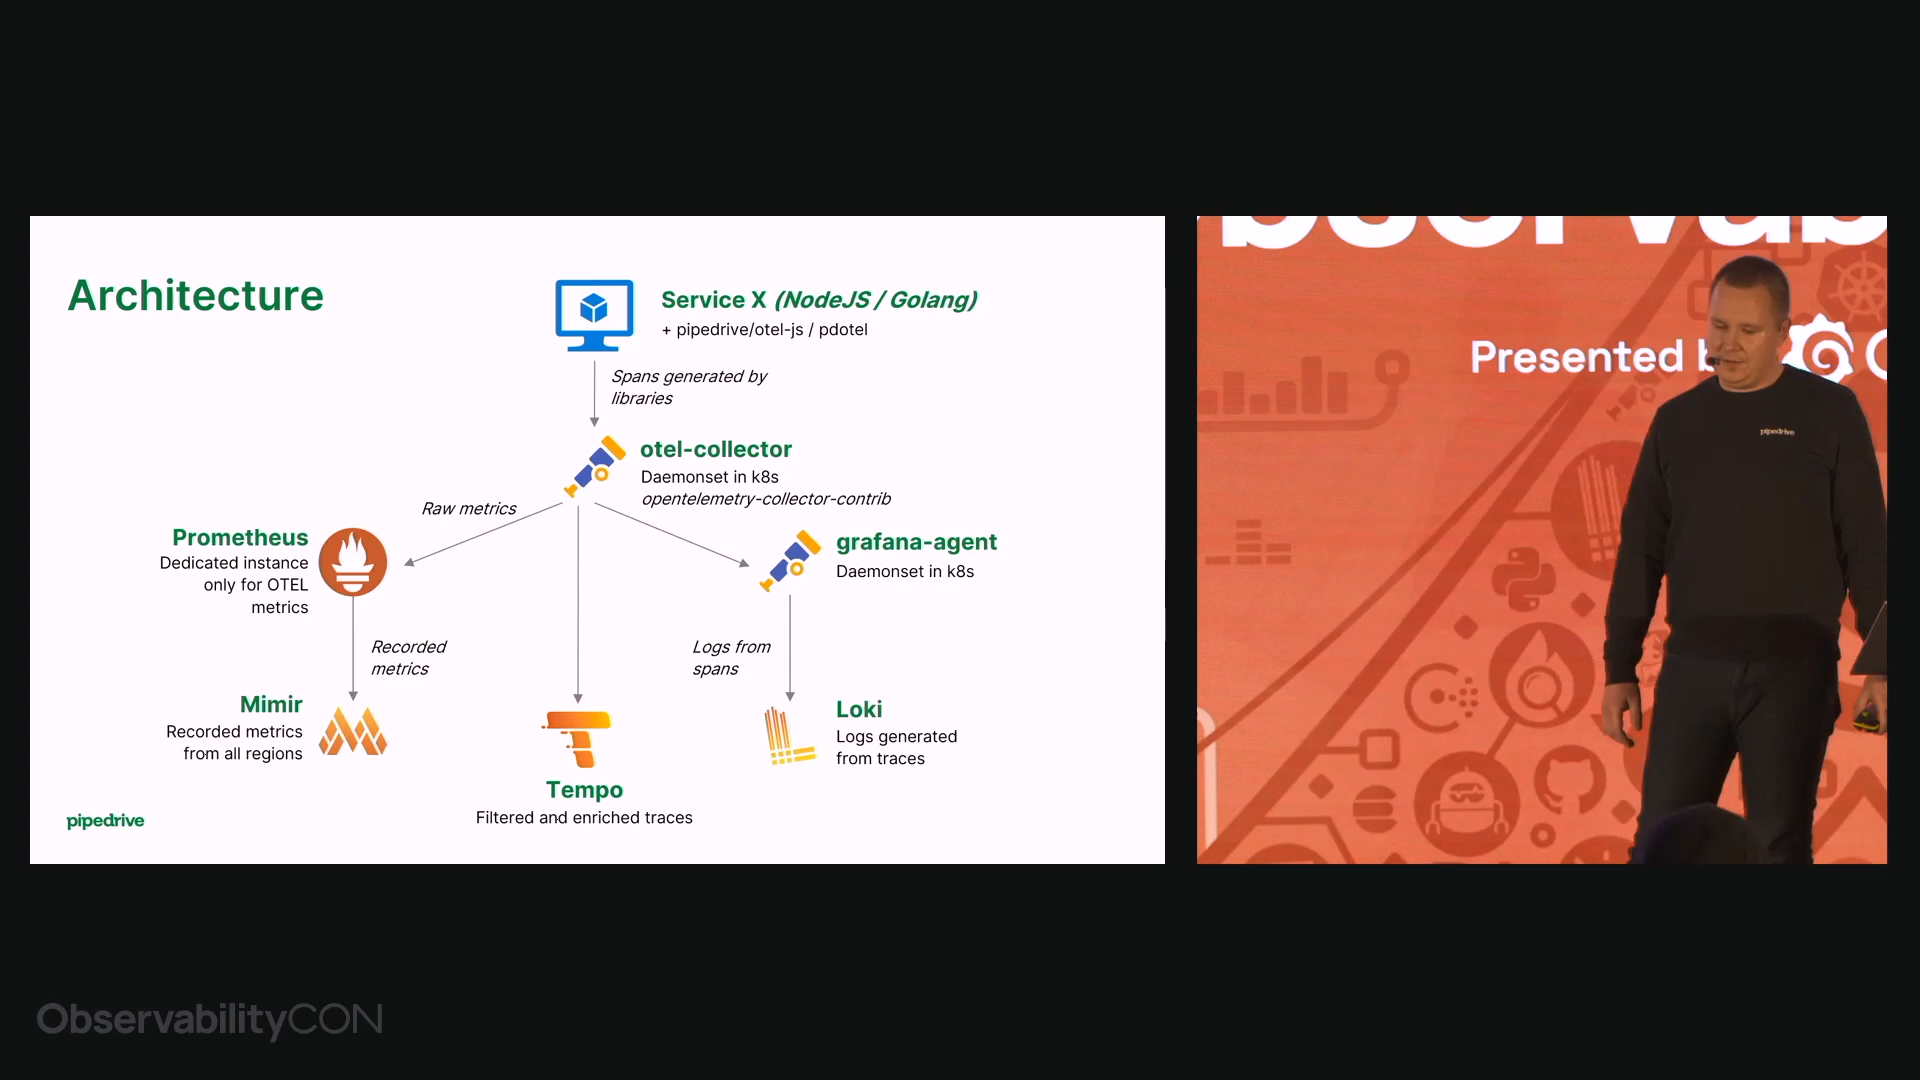 Architecture
Service X (NodeJS / Golang)
+ pipedrive/otel-js / pdotel
Spans generated by
libraries
otel-collector
Daemonset in k8s
opentelemetry-collector-contrib
Raw metrics
Prometheus
Dedicated instance
only for OTEL
metrics
grafana-agent
Daemonset in k8s
Recorded
metrics
Logs from
spans
Mimir
Recorded metrics
from all regions
Loki
Logs generated
from traces
Tempo
Filtered and enriched traces
pipedrive
Presented
pipedrive
ObservabilityCON